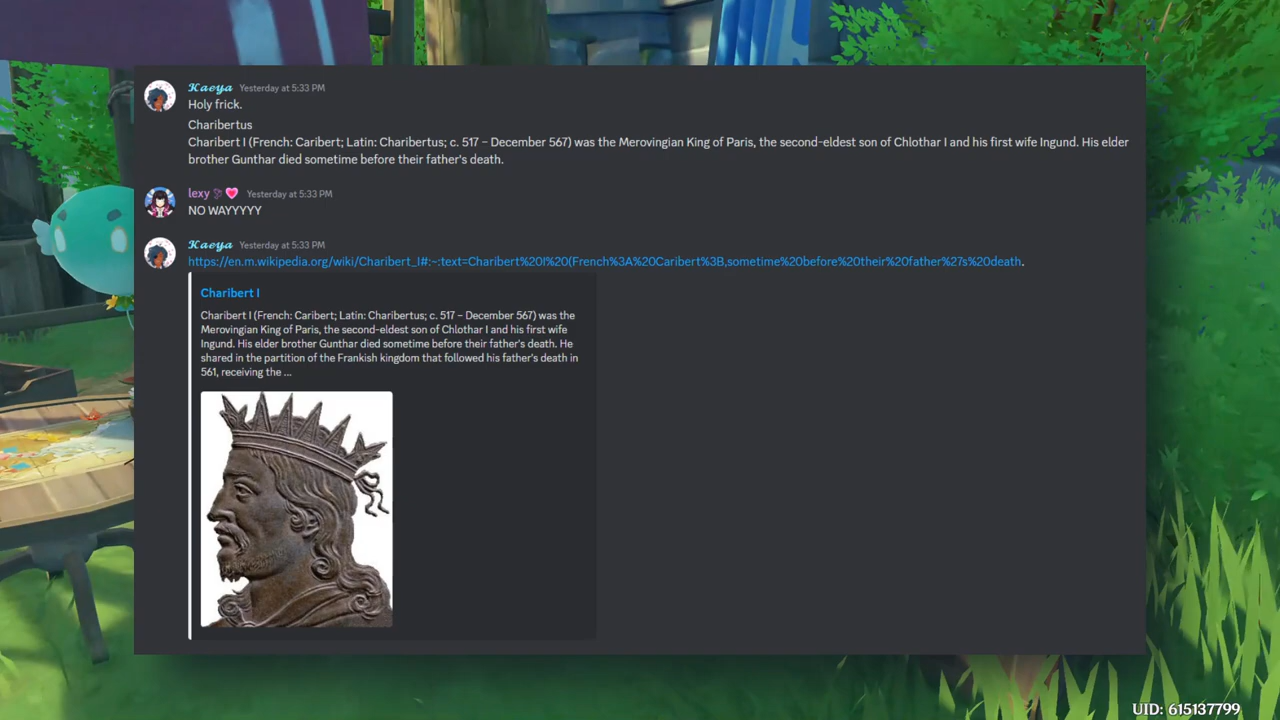 Kaeya Yesterday at 5:33 PM
Holy frick.
Charibertus
Charibert I (French: Caribert; Latin: Charibertus; c. 517 – December 567) was the Merovingian King of Paris, the second-eldest son of Chlothar I and his first wife Ingund. His elder
brother Gunthar died sometime before their father's death.
lexy Yesterday at 5:33 PM
NO WAYYYYY
Kaeya Yesterday at 5:33 PM
https://en.m.wikipedia.org/wiki/Charibert_I#:~:text=Charibert%20I%20(French%3A%20Caribert%3B,sometime%20before%20their%20father%27s%20death.
Charibert I
Charibert I (French: Caribert; Latin: Charibertus; c. 517 – December 567) was the
Merovingian King of Paris, the second-eldest son of Chlothar I and his first wife
Ingund. His elder brother Gunthar died sometime before their father's death. He
shared in the partition of the Frankish kingdom that followed his father's death in
561, receiving the ...
UID: 615137799